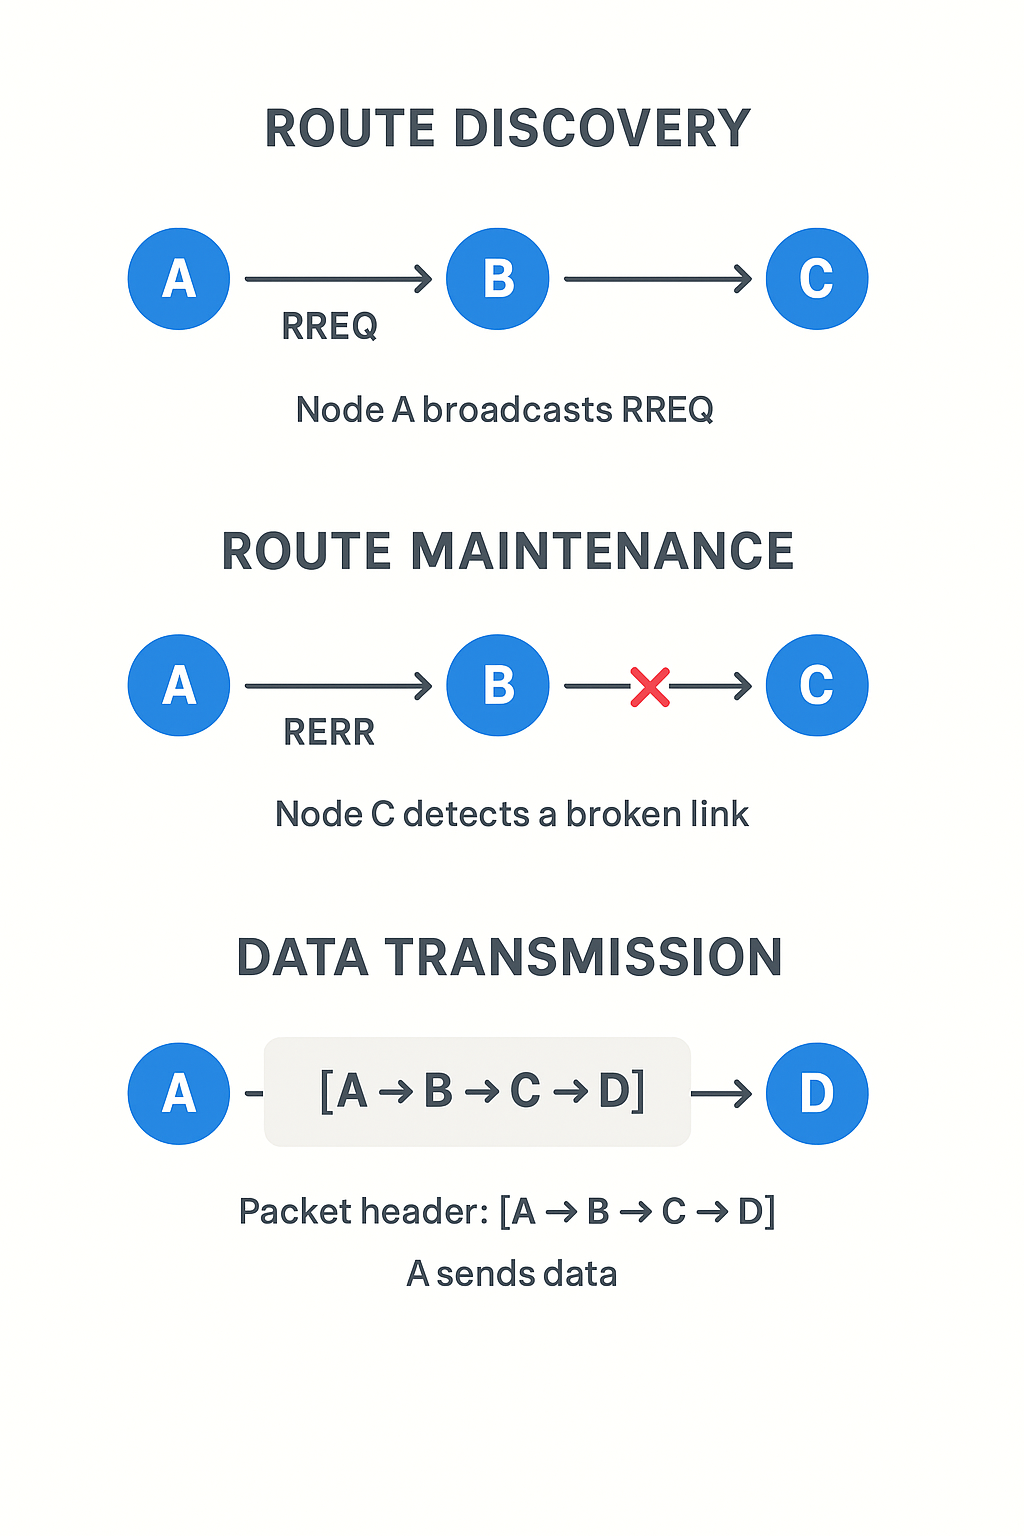 ROUTE DISCOVERY
A → B → C
RREQ
Node A broadcasts RREQ
ROUTE MAINTENANCE
A → B → C
RERR
Node C detects a broken link
DATA TRANSMISSION
A [A → B → C → D] → D
Packet header: [A → B → C → D]
A sends data